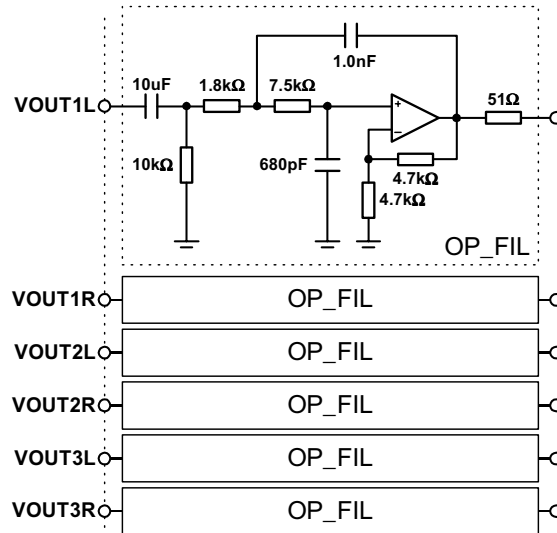 1.0nF
10uF
1.8kΩ
7.5kΩ
VOUT1L
+
51Ω
−
10kΩ
680pF
4.7kΩ
4.7kΩ
OP_FIL
VOUT1R
OP_FIL
VOUT2L
OP_FIL
VOUT2R
OP_FIL
VOUT3L
OP_FIL
VOUT3R
OP_FIL